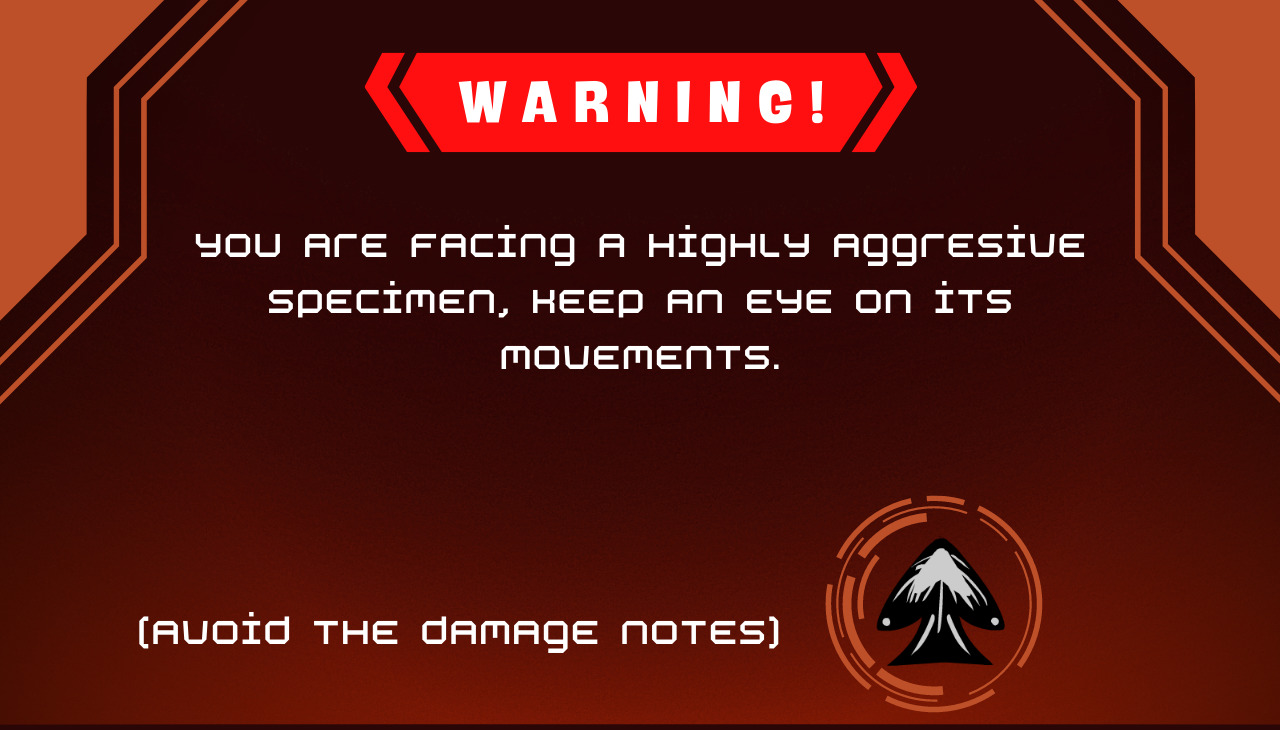 WARNING!
YOU ARE FACING A HIGHLY AGGRESIVE
SPECIMEN, KEEP AN EYE ON ITS
MOVEMENTS.
(AVOID THE DAMAGE NOTES)